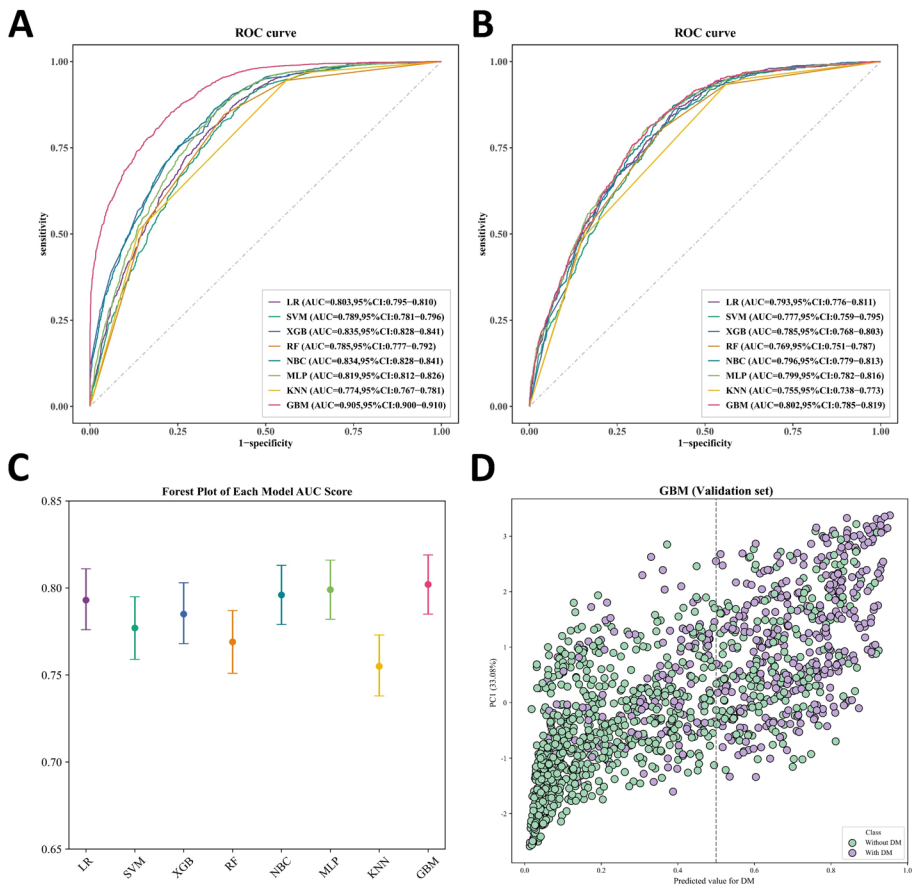 A
ROC curve
1.00
0.75
0.50
0.25
0.00
sensitivity
LR (AUC=0.803,95%CI:0.795−0.810)
SVM (AUC=0.789,95%CI:0.781−0.796)
XGB (AUC=0.835,95%CI:0.828−0.841)
RF (AUC=0.785,95%CI:0.777−0.792)
NBC (AUC=0.834,95%CI:0.828−0.841)
MLP (AUC=0.819,95%CI:0.812−0.826)
KNN (AUC=0.774,95%CI:0.767−0.781)
GBM (AUC=0.905,95%CI:0.900−0.910)
0.00 0.25 0.50 0.75 1.00
1−specificity
B
ROC curve
1.00
0.75
0.50
0.25
0.00
sensitivity
LR (AUC=0.793,95%CI:0.776−0.811)
SVM (AUC=0.777,95%CI:0.759−0.795)
XGB (AUC=0.785,95%CI:0.768−0.803)
RF (AUC=0.769,95%CI:0.751−0.787)
NBC (AUC=0.796,95%CI:0.779−0.813)
MLP (AUC=0.799,95%CI:0.782−0.816)
KNN (AUC=0.755,95%CI:0.738−0.773)
GBM (AUC=0.802,95%CI:0.785−0.819)
0.00 0.25 0.50 0.75 1.00
1−specificity
C
Forest Plot of Each Model AUC Score
0.85
0.80
0.75
0.70
0.65
LR SVM XGB RF NBC MLP KNN GBM
D
GBM (Validation set)
3
2
1
0
-1
-2
PC1 (33.08%)
Class
Without DM
With DM
0.0 0.2 0.4 0.6 0.8 1.0
Predicted value for DM